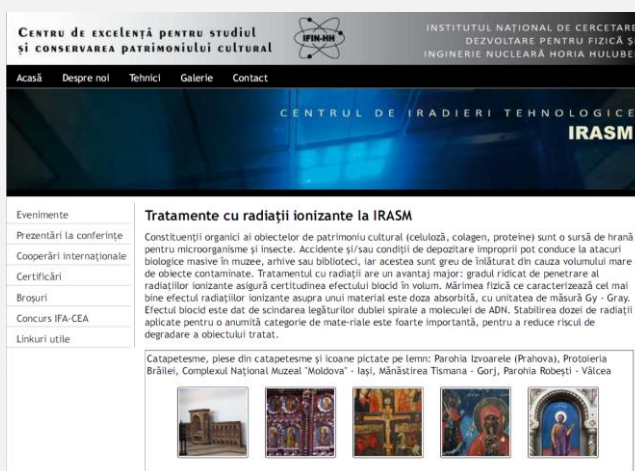 Centru de excelență pentru studiul
și conservarea patrimoniului cultural
IFIN-HH
INSTITUTUL NAȚIONAL DE CERCETARE
DEZVOLTARE PENTRU FIZICĂ ȘI
INGINERIE NUCLEARĂ HORIA HULUBEI
Acasă Despre noi Tehnici Galerie Contact
CENTRUL DE IRADIERI TEHNOLOGICE
IRASM
Evenimente
Prezentări la conferințe
Cooperări internaționale
Certificări
Broșuri
Concurs IFA-CEA
Linkuri utile
Tratamente cu radiații ionizante la IRASM
Constituenții organici ai obiectelor de patrimoniu cultural (celuloză, colagen, proteine) sunt o sursă de hrană
pentru microorganisme și insecte. Accidente și/sau condiții de depozitare improprii pot conduce la atacuri
biologice masive în muzee, arhive sau biblioteci, iar acestea sunt greu de înlăturat din cauza volumului mare
de obiecte contaminate. Tratamentul cu radiații are un avantaj major: gradul ridicat de penetrare al
radiațiilor ionizante asigură certitudinea efectului biocid în volum. Mărimea fizică ce caracterizează cel mai
bine efectul radiațiilor ionizante asupra unui material este doza absorbită, cu unitatea de măsură Gy - Gray.
Efectul biocid este dat de scindarea legăturilor dublei spirale a moleculei de ADN. Stabilirea dozei de radiații
aplicate pentru o anumită categorie de mate-riale este foarte importantă, pentru a reduce riscul de
degradare a obiectului tratat.
Catapetesme, piese din catapetesme și icoane pictate pe lemn: Parohia Izvoarele (Prahova), Protoieria
Brăilei, Complexul Național Muzeal "Moldova" - Iași, Mănăstirea Tismana - Gorj, Parohia Robești - Vâlcea